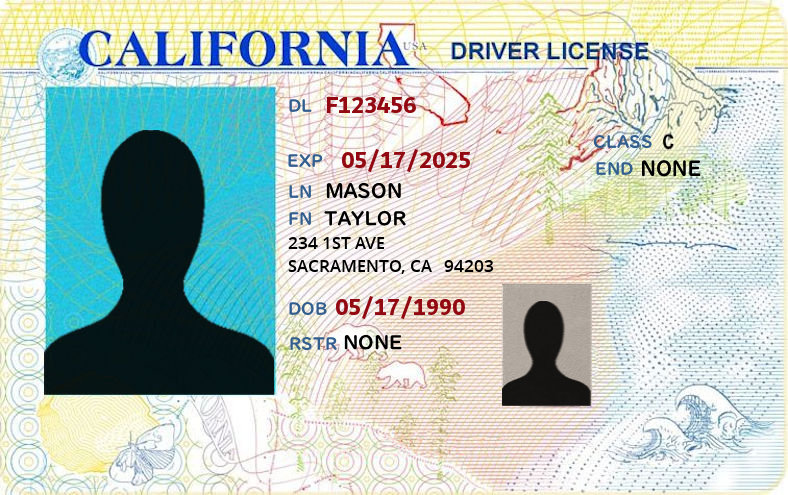 CALIFORNIA USA DRIVER LICENSE
DL F123456
EXP 05/17/2025
CLASS C
END NONE
LN MASON
FN TAYLOR
234 1ST AVE
SACRAMENTO, CA 94203
DOB 05/17/1990
RSTR NONE